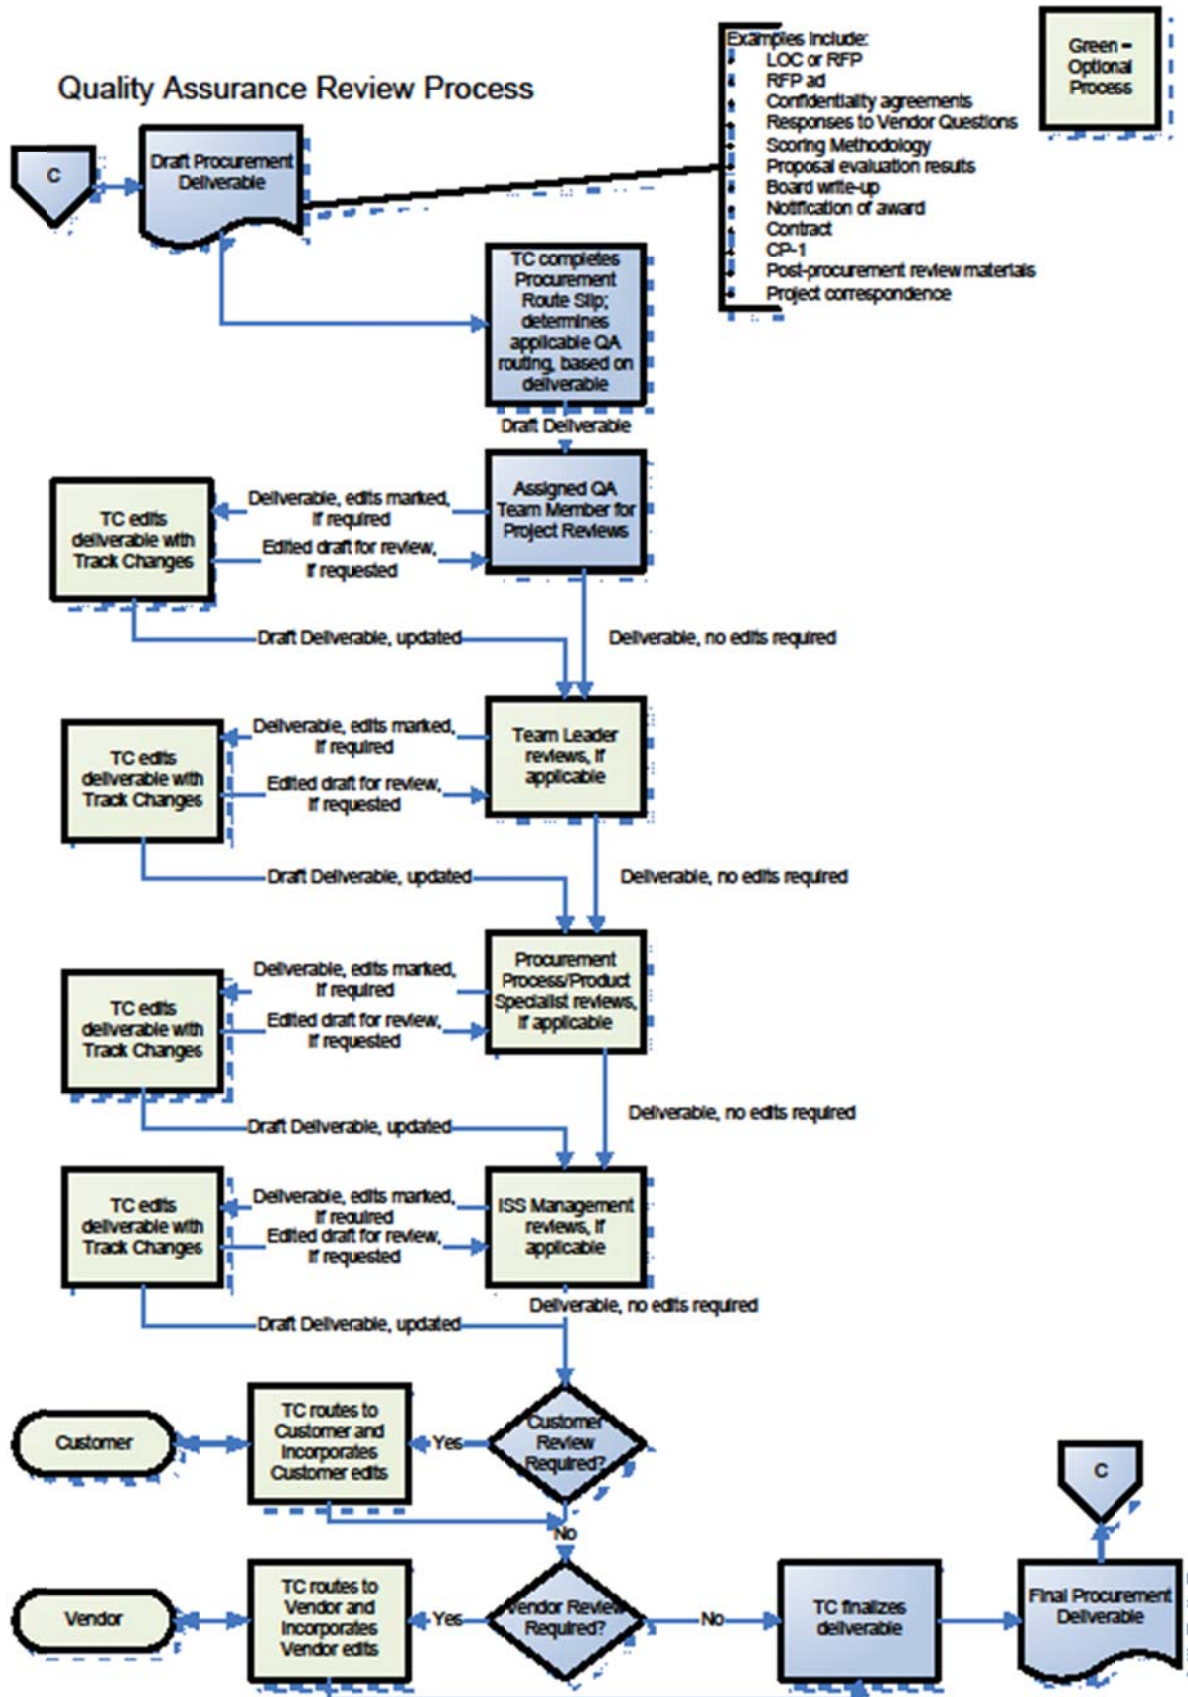 Quality Assurance Review Process
Examples Include:
LOC or RFP
RFP ad
Confidentiality agreements
Responses to Vendor Questions
Scoring Methodology
Proposal evaluation results
Board write-up
Notification of award
Contract
CP-1
Post-procurement review materials
Project correspondence
Green –
Optional
Process
C
Draft Procurement
Deliverable
TC completes
Procurement
Route Slip;
determines
applicable QA
routing, based on
deliverable
Draft Deliverable
Assigned QA
Team Member for
Project Reviews
Deliverable, edits marked,
If required
Edited draft for review,
If requested
TC edits
deliverable with
Track Changes
Draft Deliverable, updated
Deliverable, no edits required
Team Leader
reviews, If
applicable
Deliverable, edits marked,
If required
Edited draft for review,
If requested
TC edits
deliverable with
Track Changes
Draft Deliverable, updated
Deliverable, no edits required
Procurement
Process/Product
Specialist reviews,
If applicable
Deliverable, edits marked,
If required
Edited draft for review,
If requested
TC edits
deliverable with
Track Changes
Draft Deliverable, updated
Deliverable, no edits required
ISS Management
reviews, If
applicable
Deliverable, edits marked,
If required
Edited draft for review,
If requested
TC edits
deliverable with
Track Changes
Draft Deliverable, updated
Deliverable, no edits required
Customer
Review
Required?
Yes
TC routes to
Customer and
Incorporates
Customer edits
Customer
No
Vendor Review
Required?
Yes
TC routes to
Vendor and
Incorporates
Vendor edits
Vendor
No
TC finalizes
deliverable
Final Procurement
Deliverable
C